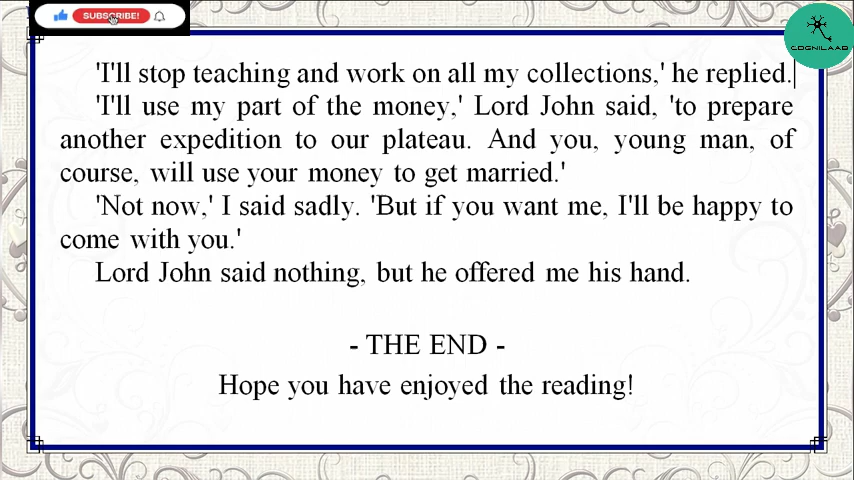 SUBSCRIBE!
COGNILAAB
'I'll stop teaching and work on all my collections,' he replied.
'I'll use my part of the money,' Lord John said, 'to prepare
another expedition to our plateau. And you, young man, of
course, will use your money to get married.'
'Not now,' I said sadly. 'But if you want me, I'll be happy to
come with you.'
Lord John said nothing, but he offered me his hand.
- THE END -
Hope you have enjoyed the reading!